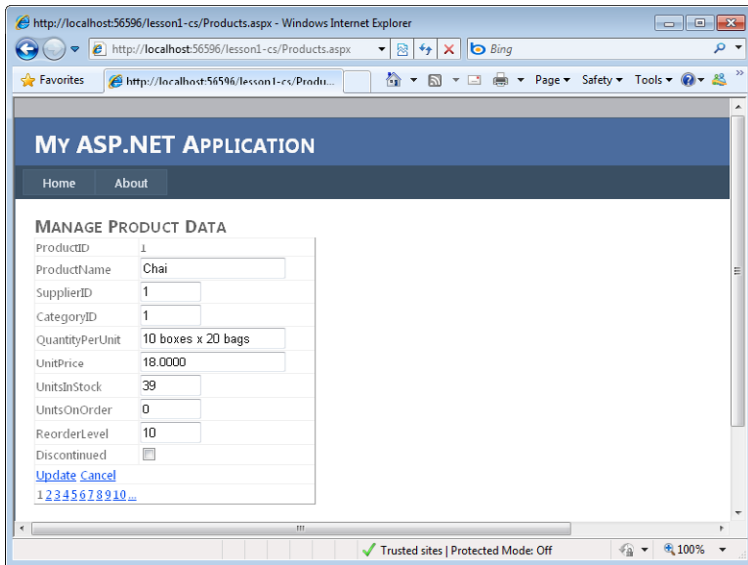 http://localhost:56596/lesson1-cs/Products.aspx - Windows Internet Explorer
http://localhost:56596/lesson1-cs/Products.aspx Bing
Favorites http://localhost:56596/lesson1-cs/Produ... Page Safety Tools
MY ASP.NET APPLICATION
Home About
MANAGE PRODUCT DATA
ProductID 1
ProductName Chai
SupplierID 1
CategoryID 1
QuantityPerUnit 10 boxes x 20 bags
UnitPrice 18.0000
UnitsInStock 39
UnitsOnOrder 0
ReorderLevel 10
Discontinued
Update Cancel
1 2 3 4 5 6 7 8 9 10 ...
Trusted sites | Protected Mode: Off 100%